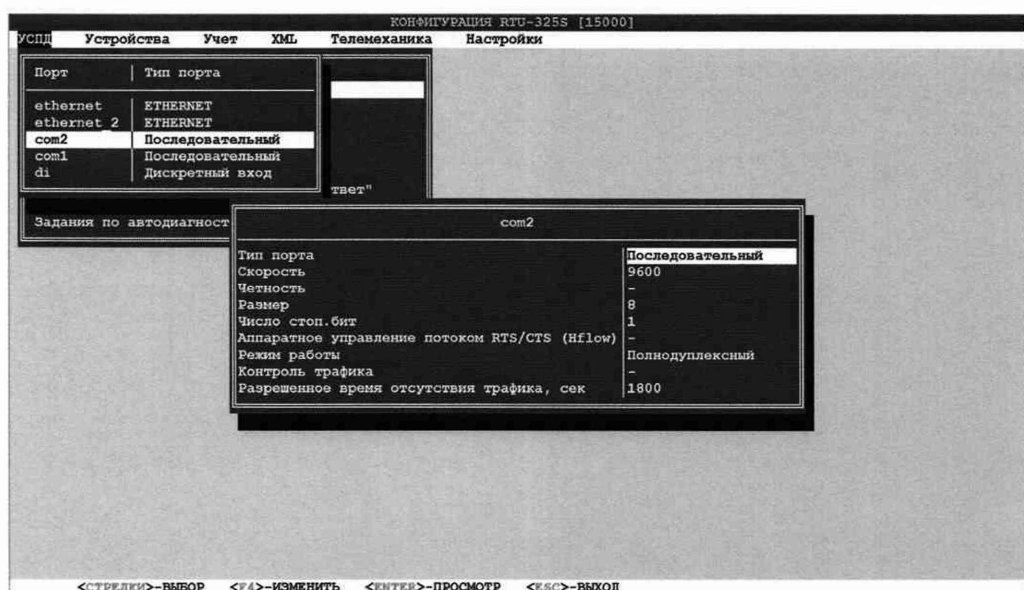 КОНФИГУРАЦИЯ RTU-325S [15000]
УСПД Устройства Учет XML Телемеханика Настройки
Порт Тип порта
ethernet ETHERNET
ethernet_2 ETHERNET
com2 Последовательный
com1 Последовательный
di Дискретный вход
твет"
Задания по автодиагност
com2
Тип порта Последовательный
Скорость 9600
Четность -
Размер 8
Число стоп.бит 1
Аппаратное управление потоком RTS/CTS (Hflow) -
Режим работы Полнодуплексный
Контроль трафика -
Разрешенное время отсутствия трафика, сек 1800
<СТРЕЛКИ>-ВЫБОР <F4>-ИЗМЕНИТЬ <ENTER>-ПРОСМОТР <ESC>-ВЫХОД